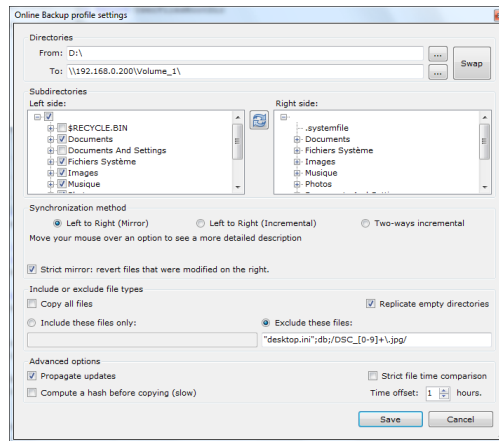 Online Backup profile settings
Directories
From: D:\
...
To: \\192.168.0.200\Volume_1\
...
Swap
Subdirectories
Left side:
Right side:
$RECYCLE.BIN
Documents
Documents And Settings
Fichiers Système
Images
Musique
.systemfile
Documents
Fichiers Système
Images
Musique
Photos
Synchronization method
Left to Right (Mirror)
Left to Right (Incremental)
Two-ways incremental
Move your mouse over an option to see a more detailed description
Strict mirror: revert files that were modified on the right.
Include or exclude file types
Copy all files
Replicate empty directories
Include these files only:
Exclude these files:
"desktop.ini";db;/DSC_[0-9]+\.jpg/
Advanced options
Propagate updates
Strict file time comparison
Compute a hash before copying (slow)
Time offset: 1 hours.
Save
Cancel